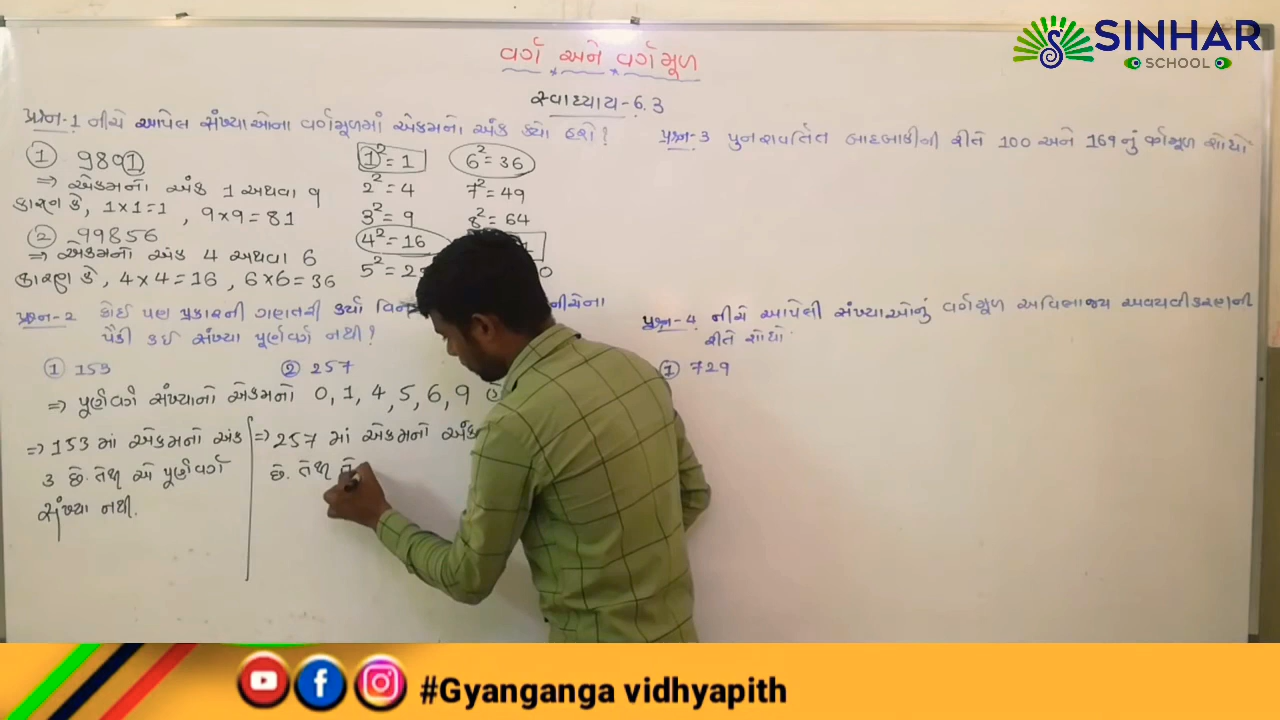 SINHAR
SCHOOL
વર્ગ અને વર્ગમૂળ
સ્વાધ્યાય-6.3
પ્રશ્ન-1 નીચે આપેલ સંખ્યાઓના વર્ગમૂળમાં એકમનો અંક ક્યો હશે?
① 9801
⇒ એકમનો અંક 1 અથવા 9
કારણ કે, 1×1=1, 9×9=81
② 99856
⇒ એકમનો અંક 4 અથવા 6
કારણ કે, 4×4=16, 6×6=36
1²=1
2²=4
3²=9
4²=16
5²=2
6²=36
7²=49
8²=64
પ્રશ્ન-2 કોઈ પણ પ્રકારની ગણતરી કર્યા નીચેના
પૈકી કઈ સંખ્યા પૂર્ણવર્ગ નથી?
① 153 ② 257
⇒ પૂર્ણવર્ગ સંખ્યાનો એકમનો 0, 1, 4, 5, 6, 9
⇒ 153 માં એકમનો અંક
3 છે. તેથી એ પૂર્ણવર્ગ
સંખ્યા નથી.
⇒ 257 માં એકમનો અંક
છે. તેથી તે
પ્રશ્ન-3 પુનરાવર્તિત બાદબાકીની રીતે 100 અને 169 નું વર્ગમૂળ શોધો
પ્રશ્ન-4 નીચે આપેલી સંખ્યાઓનું વર્ગમૂળ અવિભાજ્ય અવયવીકરણની
રીતે શોધો.
① 729
#Gyanganga vidhyapith